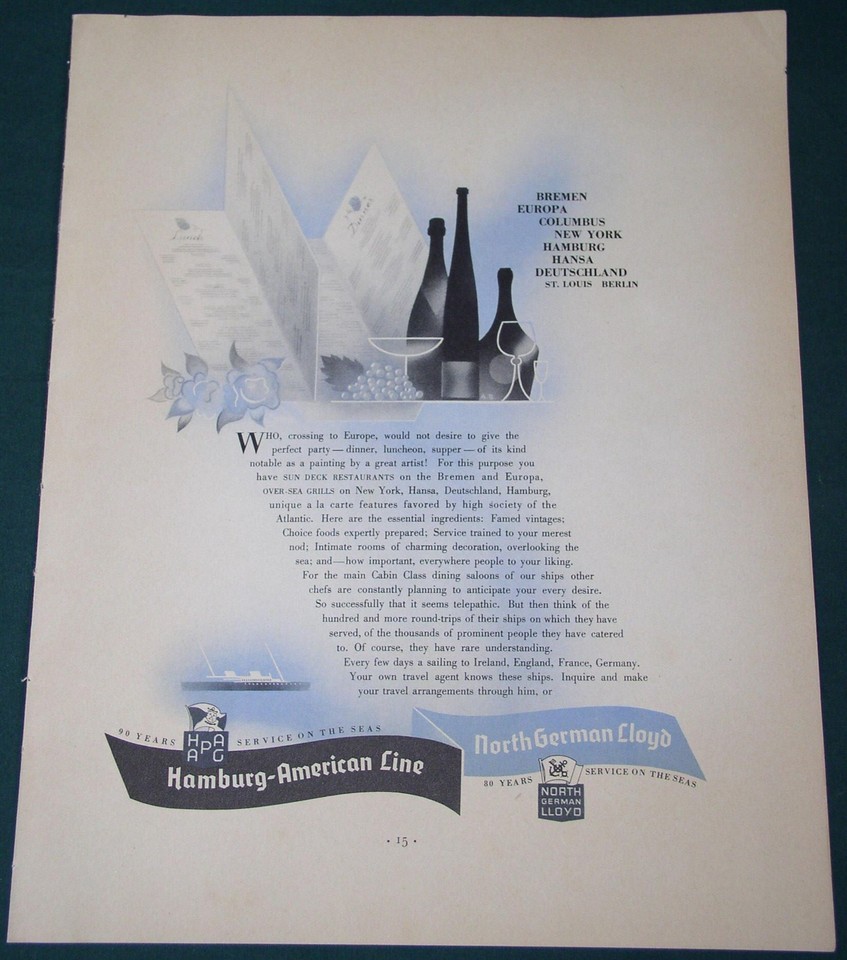 Luncheon
Dinner
BREMEN
EUROPA
COLUMBUS
NEW YORK
HAMBURG
HANSA
DEUTSCHLAND
ST. LOUIS BERLIN
WHO, crossing to Europe, would not desire to give the
perfect party — dinner, luncheon, supper — of its kind
notable as a painting by a great artist! For this purpose you
have SUN DECK RESTAURANTS on the Bremen and Europa,
OVER-SEA GRILLS on New York, Hansa, Deutschland, Hamburg,
unique a la carte features favored by high society of the
Atlantic. Here are the essential ingredients: Famed vintages;
Choice foods expertly prepared; Service trained to your merest
nod; Intimate rooms of charming decoration, overlooking the
sea; and—how important, everywhere people to your liking.
For the main Cabin Class dining saloons of our ships other
chefs are constantly planning to anticipate your every desire.
So successfully that it seems telepathic. But then think of the
hundred and more round-trips of their ships on which they have
served, of the thousands of prominent people they have catered
to. Of course, they have rare understanding.
Every few days a sailing to Ireland, England, France, Germany.
Your own travel agent knows these ships. Inquire and make
your travel arrangements through him, or
90 YEARS SERVICE ON THE SEAS
HPA
AG
Hamburg-American Line
North German Lloyd
80 YEARS SERVICE ON THE SEAS
NORTH
GERMAN
LLOYD
· 15 ·